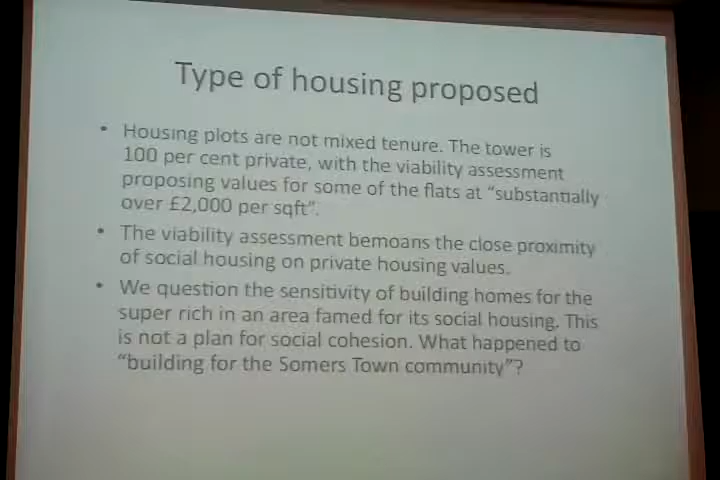 Type of housing proposed
• Housing plots are not mixed tenure. The tower is
100 per cent private, with the viability assessment
proposing values for some of the flats at “substantially
over £2,000 per sqft”.
• The viability assessment bemoans the close proximity
of social housing on private housing values.
• We question the sensitivity of building homes for the
super rich in an area famed for its social housing. This
is not a plan for social cohesion. What happened to
“building for the Somers Town community”?